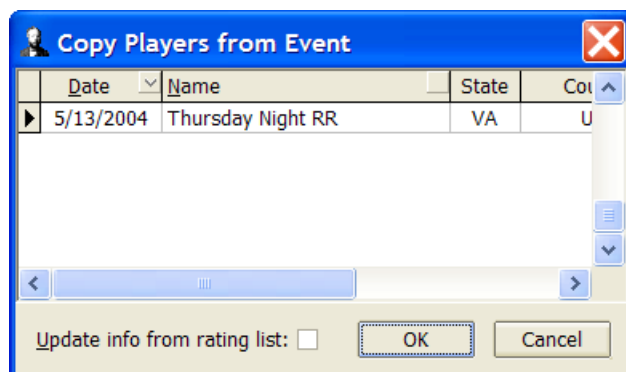 Copy Players from Event
Date Name State Cou
5/13/2004 Thursday Night RR VA U
Update info from rating list: OK Cancel